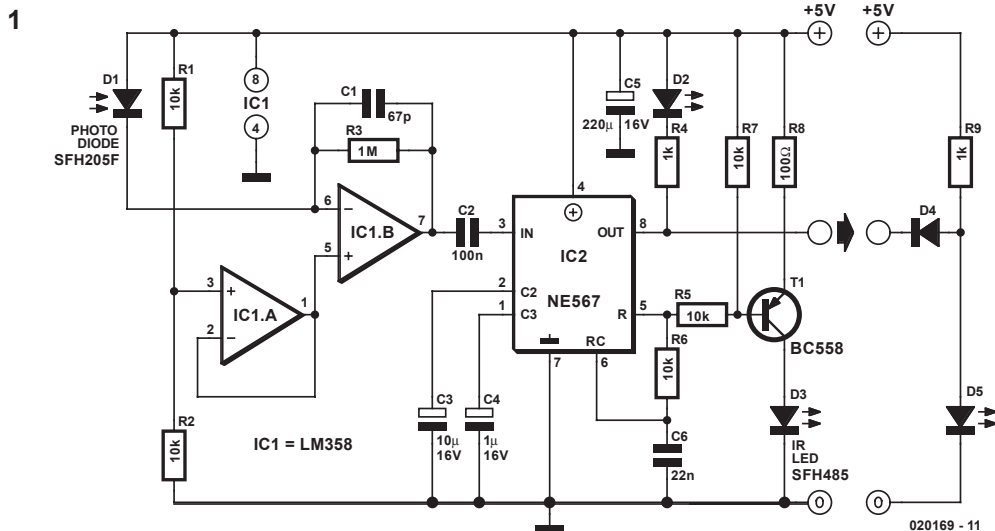 1
+5V
+5V
D1
PHOTO
DIODE
SFH205F
R1
10k
8
IC1
4
C1
67p
R3
1M
C5
220µ 16V
D2
R4
1k
R7
10k
R8
100Ω
R9
1k
6
−
IC1.B
7
5
+
C2
100n
3
IN
4
+
OUT
8
IC2
NE567
D4
3
+
IC1.A
1
2
−
2
C2
1
C3
R
5
RC
6
7
R5
10k
R6
10k
T1
BC558
R2
10k
IC1 = LM358
C3
10µ
16V
C4
1µ
16V
C6
22n
D3
IR
LED
SFH485
D5
0
0
020169 - 11